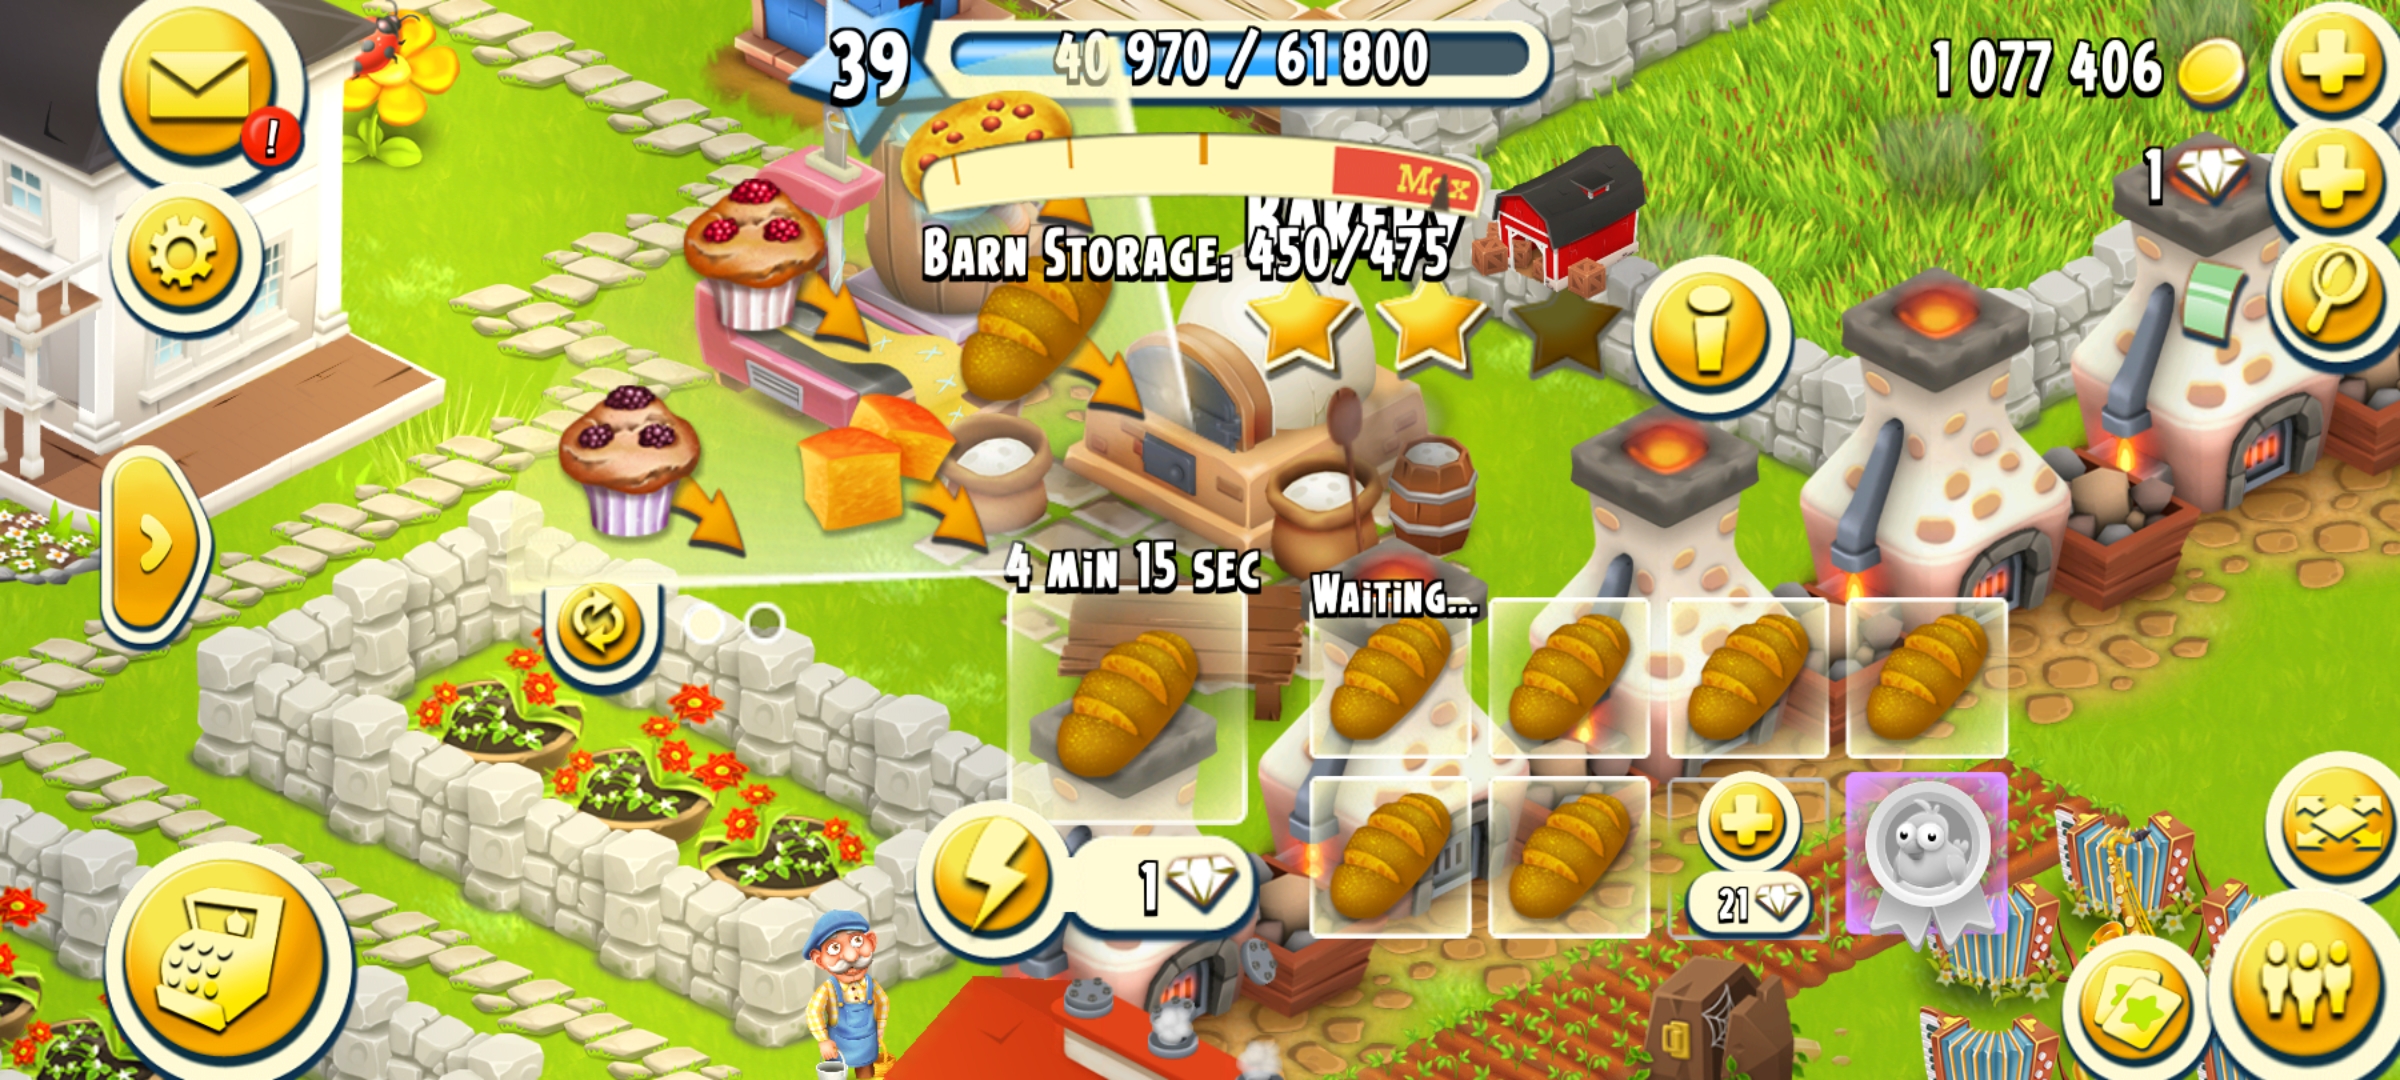 39
40 970 / 61 800
1 077 406
!
1
Max
BAKERY
BARN STORAGE: 450/475
4 MIN 15 SEC
WAITING...
1
21